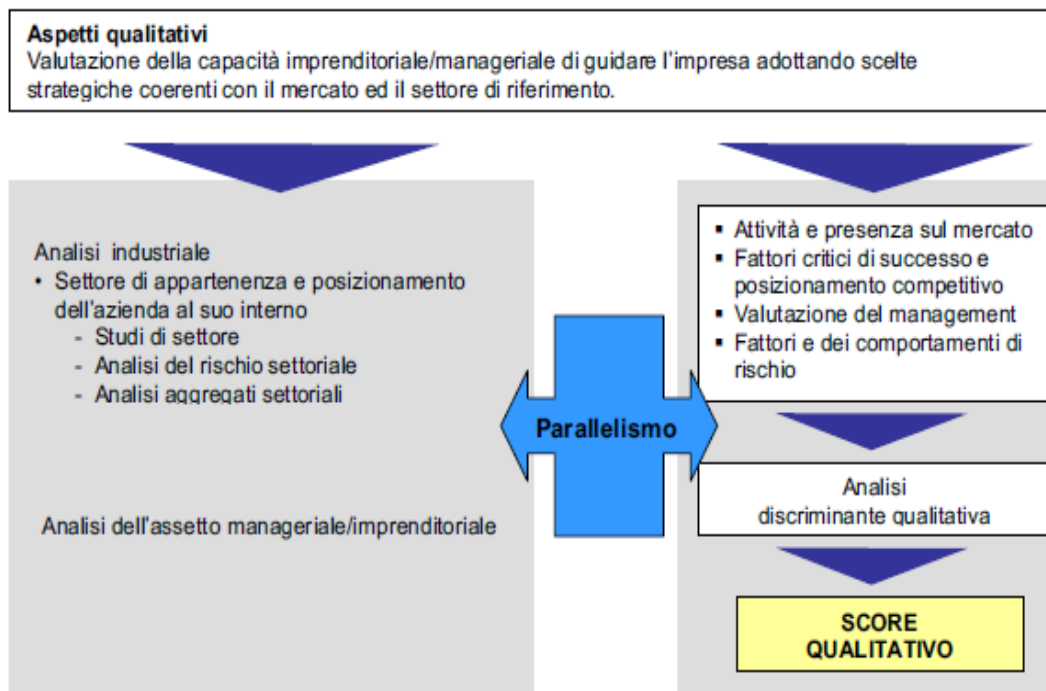 Aspetti qualitativi
Valutazione della capacità imprenditoriale/manageriale di guidare l'impresa adottando scelte
strategiche coerenti con il mercato ed il settore di riferimento.
Analisi industriale
• Settore di appartenenza e posizionamento
dell'azienda al suo interno
- Studi di settore
- Analisi del rischio settoriale
- Analisi aggregati settoriali
Analisi dell'assetto manageriale/imprenditoriale
Parallelismo
▪ Attività e presenza sul mercato
▪ Fattori critici di successo e
posizionamento competitivo
▪ Valutazione del management
▪ Fattori e dei comportamenti di
rischio
Analisi
discriminante qualitativa
SCORE
QUALITATIVO